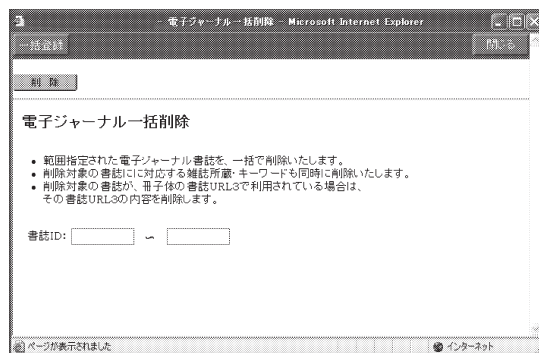 - 電子ジャーナル一括削除 - Microsoft Internet Explorer
一括登録
閉じる
削 除
電子ジャーナル一括削除
• 範囲指定された電子ジャーナル書誌を、一括で削除いたします。
• 削除対象の書誌にに対応する雑誌所蔵・キーワードも同時に削除いたします。
• 削除対象の書誌が、冊子体の書誌URL3で利用されている場合は、
その書誌URL3の内容を削除します。
書誌ID: ～
ページが表示されました
インターネット